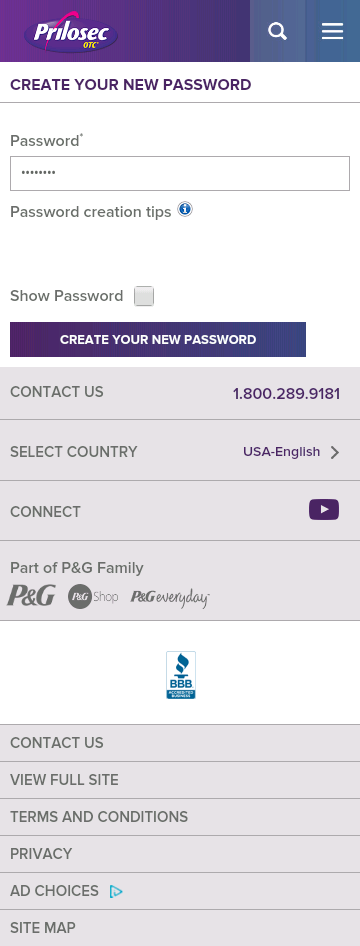 Prilosec
OTC
CREATE YOUR NEW PASSWORD
Password*
••••••••
Password creation tips
Show Password
CREATE YOUR NEW PASSWORD
CONTACT US 1.800.289.9181
SELECT COUNTRY USA-English
CONNECT
Part of P&G Family
P&G P&G Shop P&G everyday
BBB
ACCREDITED
BUSINESS
CONTACT US
VIEW FULL SITE
TERMS AND CONDITIONS
PRIVACY
AD CHOICES
SITE MAP